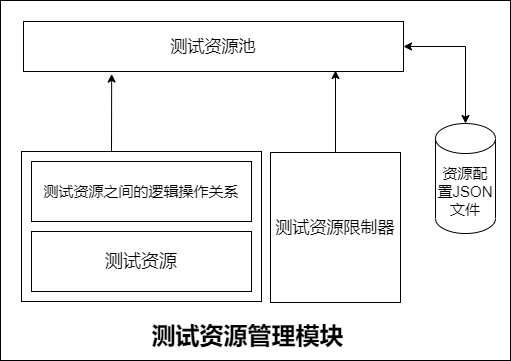 测试资源池
测试资源之间的逻辑操作关系
测试资源
测试资源限制器
资源配
置JSON
文件
测试资源管理模块